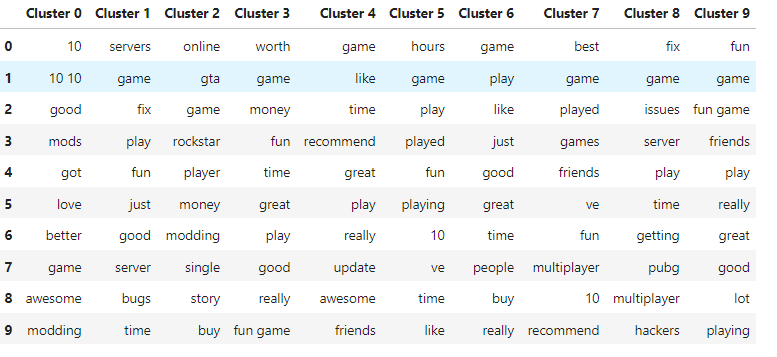 Cluster 0 Cluster 1 Cluster 2 Cluster 3 Cluster 4 Cluster 5 Cluster 6 Cluster 7 Cluster 8 Cluster 9
0 10 servers online worth game hours game best fix fun
1 10 10 game gta game like game play game game game
2 good fix game money time play like played issues fun game
3 mods play rockstar fun recommend played just games server friends
4 got fun player time great fun good friends play play
5 love just money great play playing great ve time really
6 better good modding play really 10 time fun getting great
7 game server single good update ve people multiplayer pubg good
8 awesome bugs story really awesome time buy 10 multiplayer lot
9 modding time buy fun game friends like really recommend hackers playing